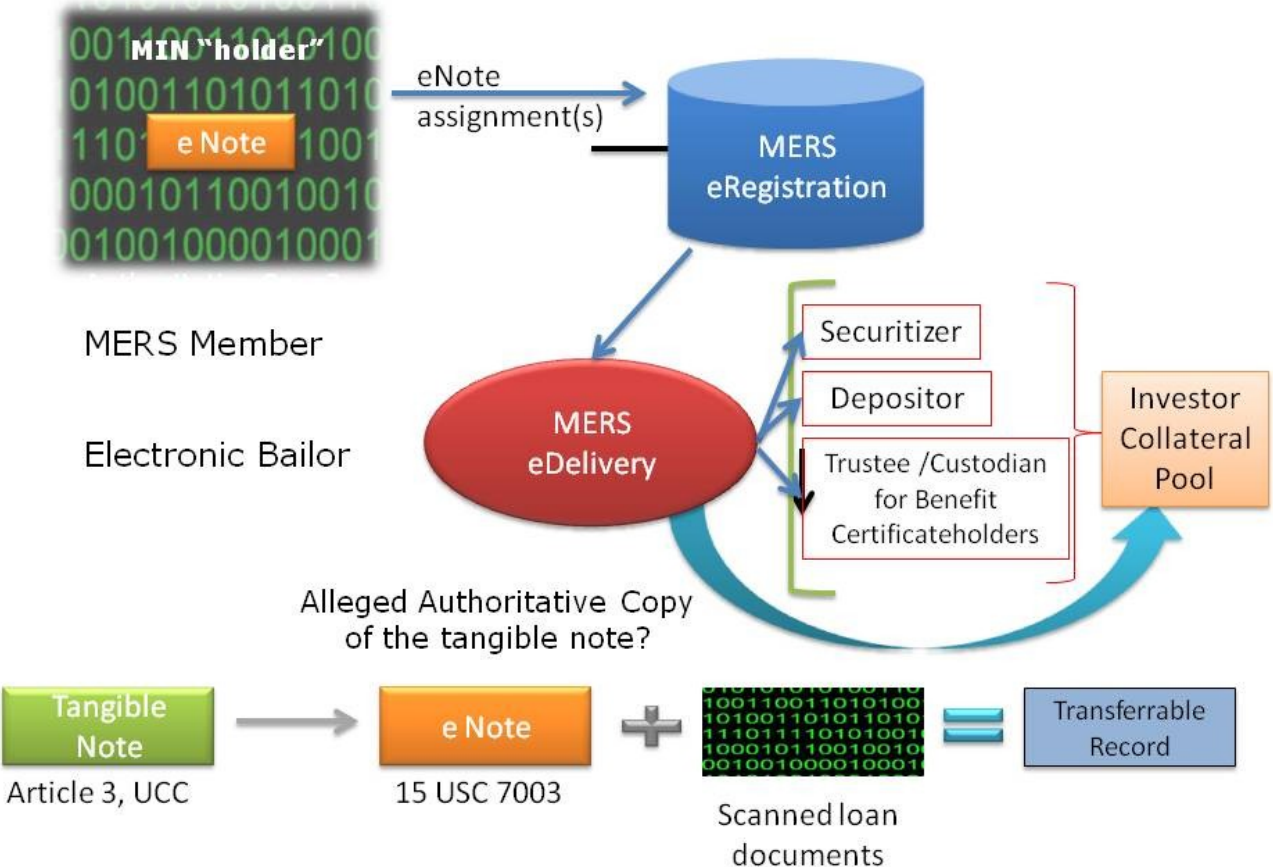 MIN “holder”
e Note
eNote
assignment(s)
MERS
eRegistration
MERS Member
Electronic Bailor
MERS
eDelivery
Securitizer
Depositor
Trustee /Custodian
for Benefit
Certificateholders
Investor
Collateral
Pool
Alleged Authoritative Copy
of the tangible note?
Tangible
Note
Article 3, UCC
e Note
15 USC 7003
Scanned loan
documents
Transferrable
Record